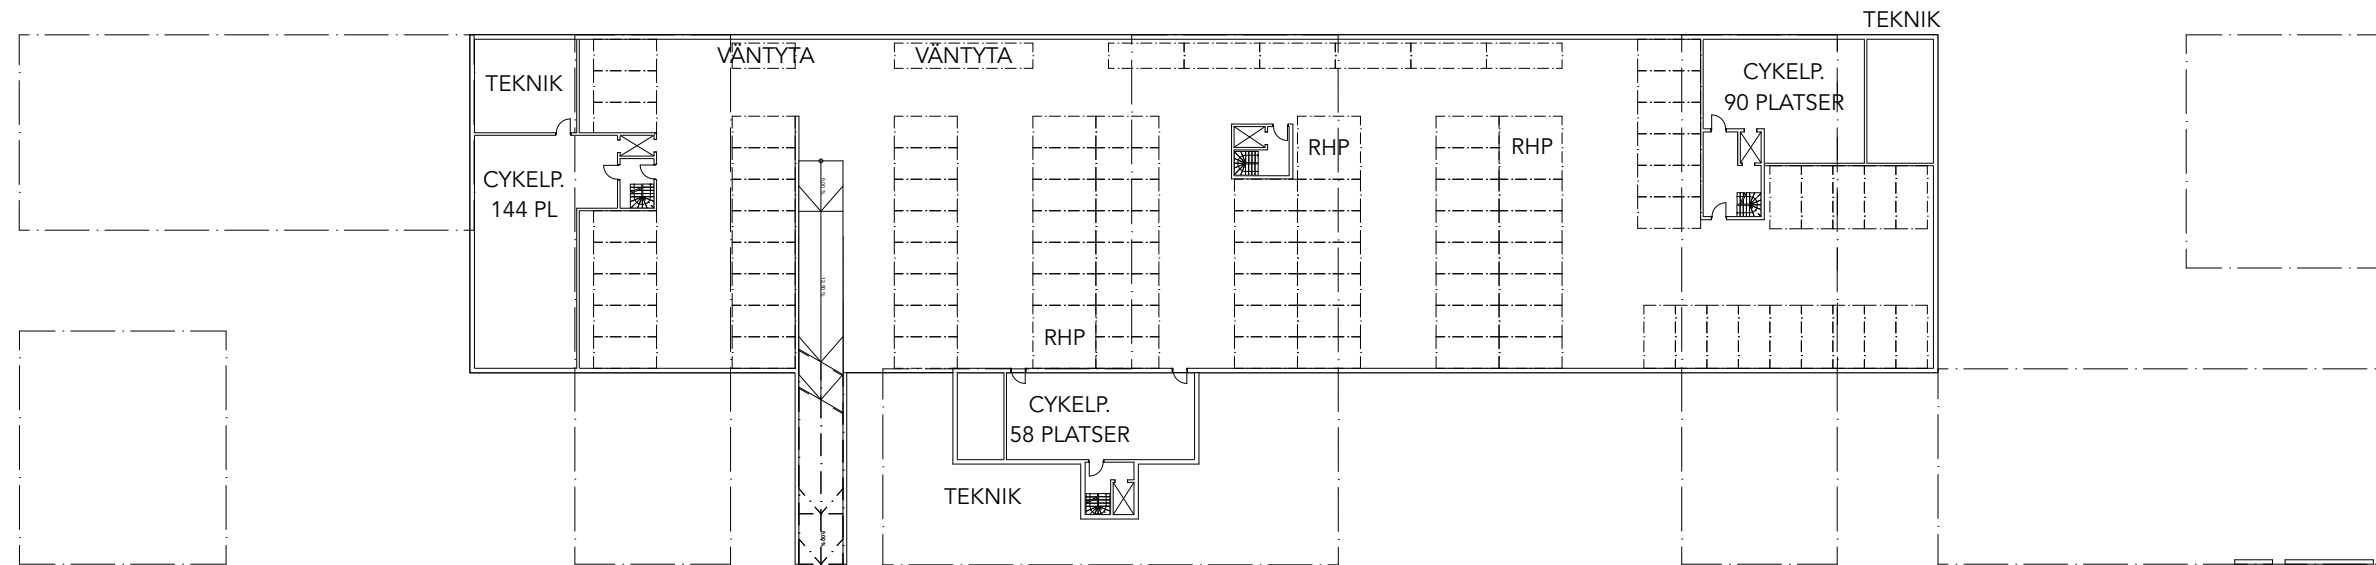 TEKNIK
VÄNTYTA
VÄNTYTA
TEKNIK
CYKELP.
90 PLATSER
RHP
RHP
CYKELP.
144 PL
RHP
CYKELP.
58 PLATSER
TEKNIK